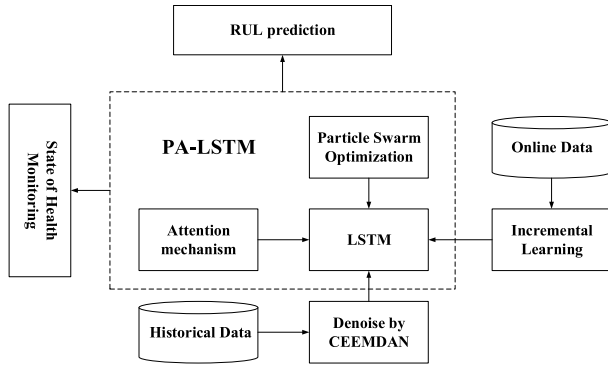 RUL prediction
State of Health
Monitoring
PA-LSTM
Particle Swarm
Optimization
Online Data
Attention
mechanism
LSTM
Incremental
Learning
Historical Data
Denoise by
CEEMDAN